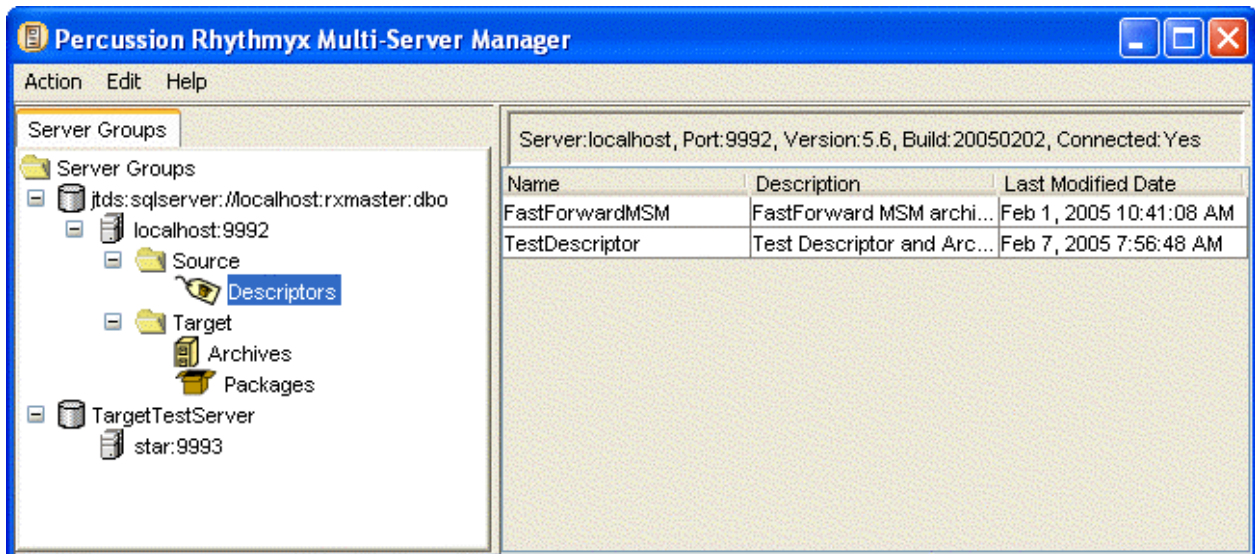 Percussion Rhythmyx Multi-Server Manager
Action Edit Help
Server Groups
Server Groups
jtds:sqlserver://localhost:rxmaster:dbo
localhost:9992
Source
Descriptors
Target
Archives
Packages
TargetTestServer
star:9993
Server:localhost, Port:9992, Version:5.6, Build:20050202, Connected:Yes
Name Description Last Modified Date
FastForwardMSM FastForward MSM archi... Feb 1, 2005 10:41:08 AM
TestDescriptor Test Descriptor and Arc... Feb 7, 2005 7:56:48 AM